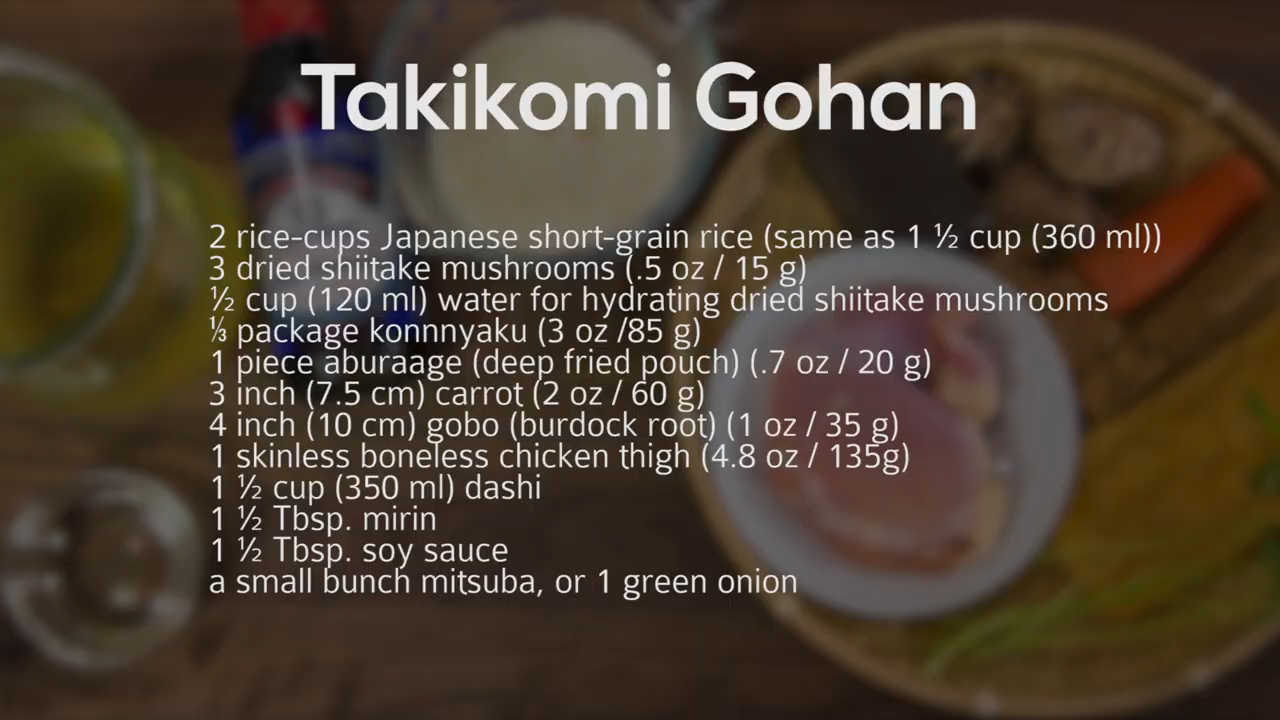 Takikomi Gohan
2 rice-cups Japanese short-grain rice (same as 1 ½ cup (360 ml))
3 dried shiitake mushrooms (.5 oz / 15 g)
½ cup (120 ml) water for hydrating dried shiitake mushrooms
⅓ package konnnyaku (3 oz /85 g)
1 piece aburaage (deep fried pouch) (.7 oz / 20 g)
3 inch (7.5 cm) carrot (2 oz / 60 g)
4 inch (10 cm) gobo (burdock root) (1 oz / 35 g)
1 skinless boneless chicken thigh (4.8 oz / 135g)
1 ½ cup (350 ml) dashi
1 ½ Tbsp. mirin
1 ½ Tbsp. soy sauce
a small bunch mitsuba, or 1 green onion